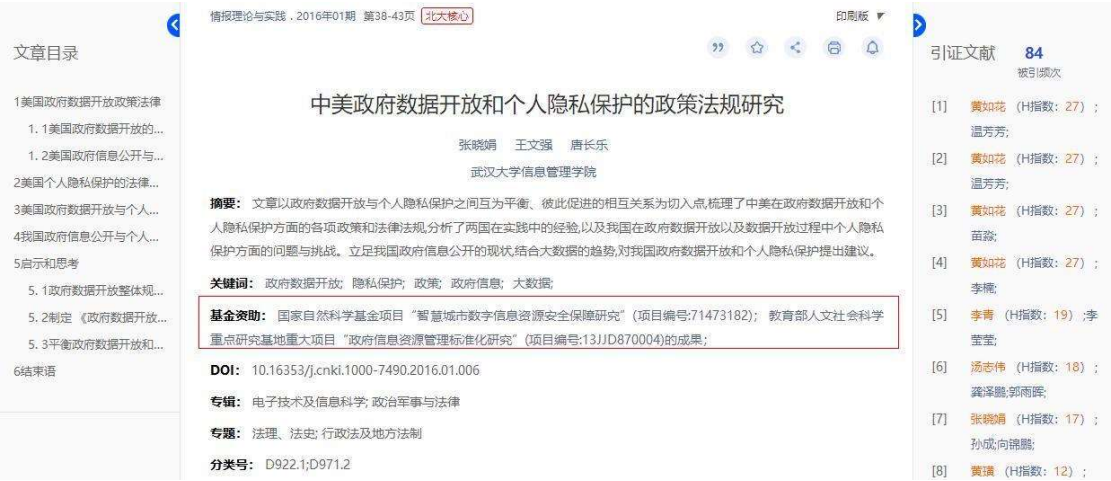 文章目录
1美国政府数据开放政策法律
1. 1美国政府数据开放的...
1. 2美国政府信息公开与...
2美国个人隐私保护的法律...
3美国政府数据开放与个人...
4我国政府信息公开与个人...
5启示和思考
5. 1政府数据开放整体规...
5. 2制定 《政府数据开放...
5. 3平衡政府数据开放和...
6结束语
情报理论与实践 . 2016年01期 第38-43页 北大核心
印刷版
中美政府数据开放和个人隐私保护的政策法规研究
张晓娟 王文强 唐长乐
武汉大学信息管理学院
摘要： 文章以政府数据开放与个人隐私保护之间互为平衡、彼此促进的相互关系为切入点,梳理了中美在政府数据开放和个
人隐私保护方面的各项政策和法律法规,分析了两国在实践中的经验,以及我国在政府数据开放以及数据开放过程中个人隐私
保护方面的问题与挑战。立足我国政府信息公开的现状,结合大数据的趋势,对我国政府数据开放和个人隐私保护提出建议。
关键词： 政府数据开放; 隐私保护; 政策; 政府信息; 大数据;
基金资助： 国家自然科学基金项目“智慧城市数字信息资源安全保障研究”(项目编号:71473182)； 教育部人文社会科学
重点研究基地重大项目“政府信息资源管理标准化研究”(项目编号:13JJD870004)的成果；
DOI： 10.16353/j.cnki.1000-7490.2016.01.006
专辑： 电子技术及信息科学; 政治军事与法律
专题： 法理、法史; 行政法及地方法制
分类号： D922.1;D971.2
引证文献 84
被引频次
[1] 黄如花 (H指数: 27) ;
温芳芳;
[2] 黄如花 (H指数: 27) ;
温芳芳;
[3] 黄如花 (H指数: 27) ;
苗淼;
[4] 黄如花 (H指数: 27) ;
李楠;
[5] 李青 (H指数: 19) ;李
莹莹;
[6] 汤志伟 (H指数: 18) ;
龚泽鹏;郭雨晖;
[7] 张晓娟 (H指数: 17) ;
孙成;向锦鹏;
[8] 黄璜 (H指数: 12) ;